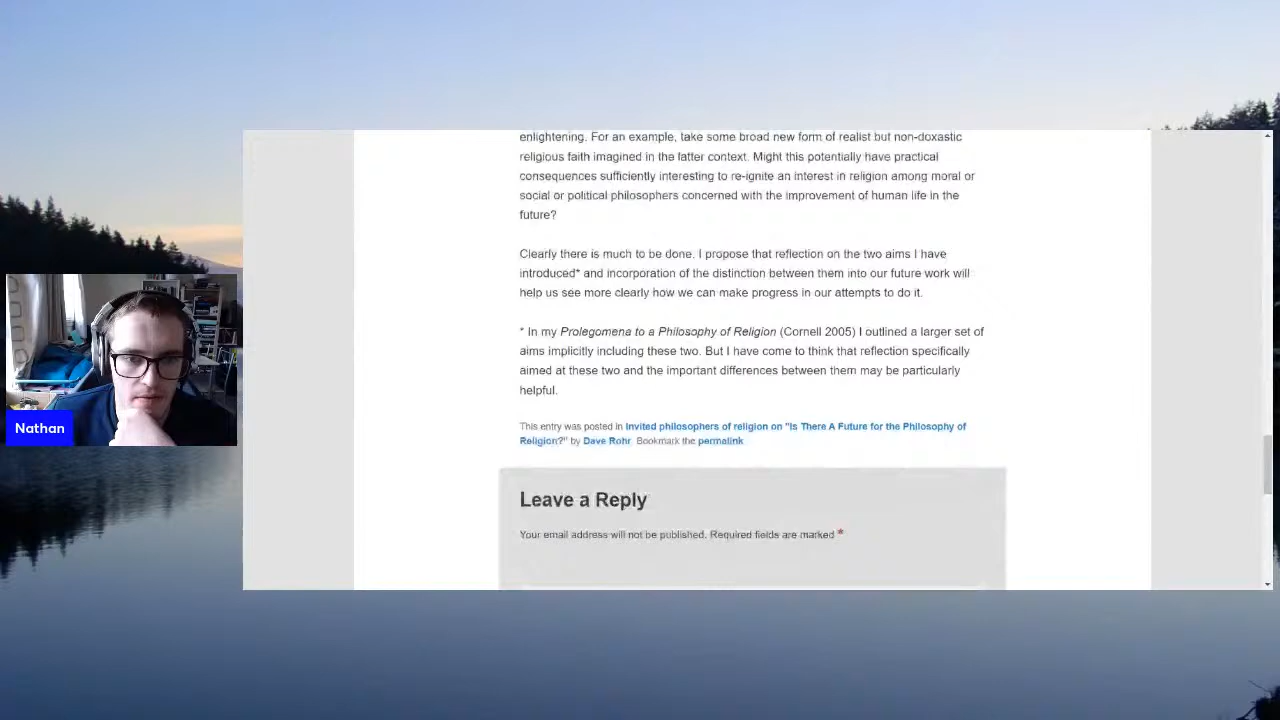 enlightening. For an example, take some broad new form of realist but non-doxastic
religious faith imagined in the latter context. Might this potentially have practical
consequences sufficiently interesting to re-ignite an interest in religion among moral or
social or political philosophers concerned with the improvement of human life in the
future?
Clearly there is much to be done. I propose that reflection on the two aims I have
introduced* and incorporation of the distinction between them into our future work will
help us see more clearly how we can make progress in our attempts to do it.
* In my Prolegomena to a Philosophy of Religion (Cornell 2005) I outlined a larger set of
aims implicitly including these two. But I have come to think that reflection specifically
aimed at these two and the important differences between them may be particularly
helpful.
This entry was posted in Invited philosophers of religion on "Is There A Future for the Philosophy of
Religion?" by Dave Rohr. Bookmark the permalink.
Leave a Reply
Your email address will not be published. Required fields are marked *
Nathan